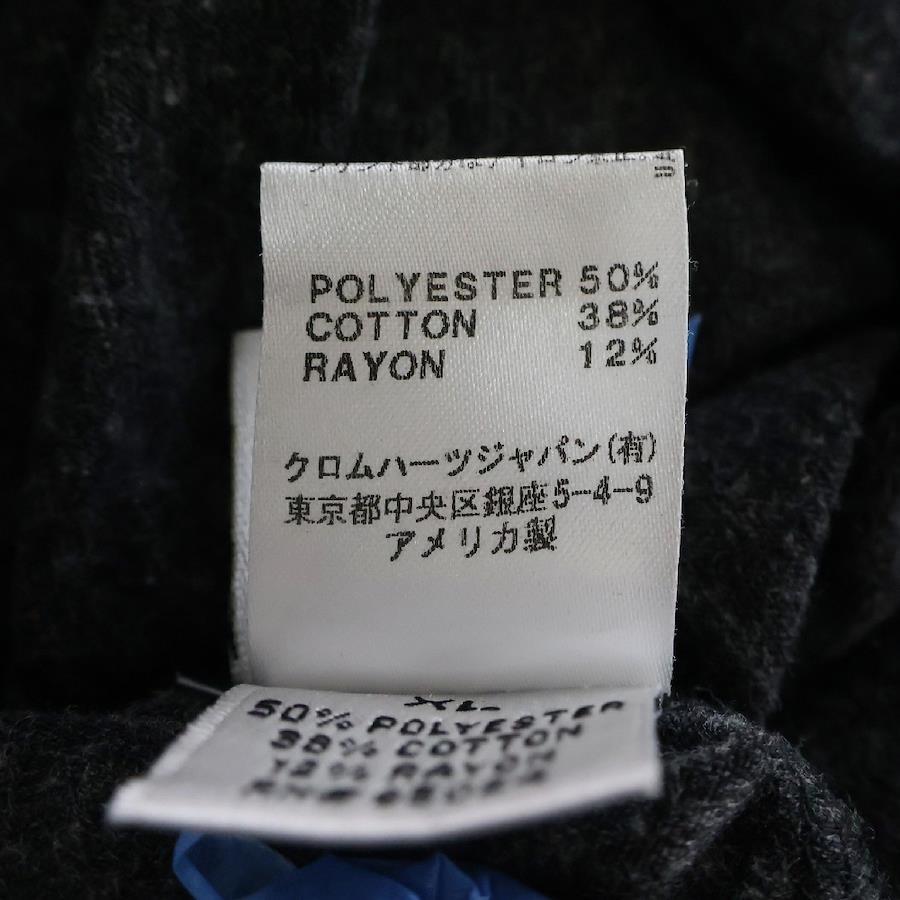 POLYESTER 50%
COTTON 38%
RAYON 12%
クロムハーツジャパン(有)
東京都中央区銀座5-4-9
アメリカ製
XL
50% POLYESTER
38% COTTON
12% RAYON